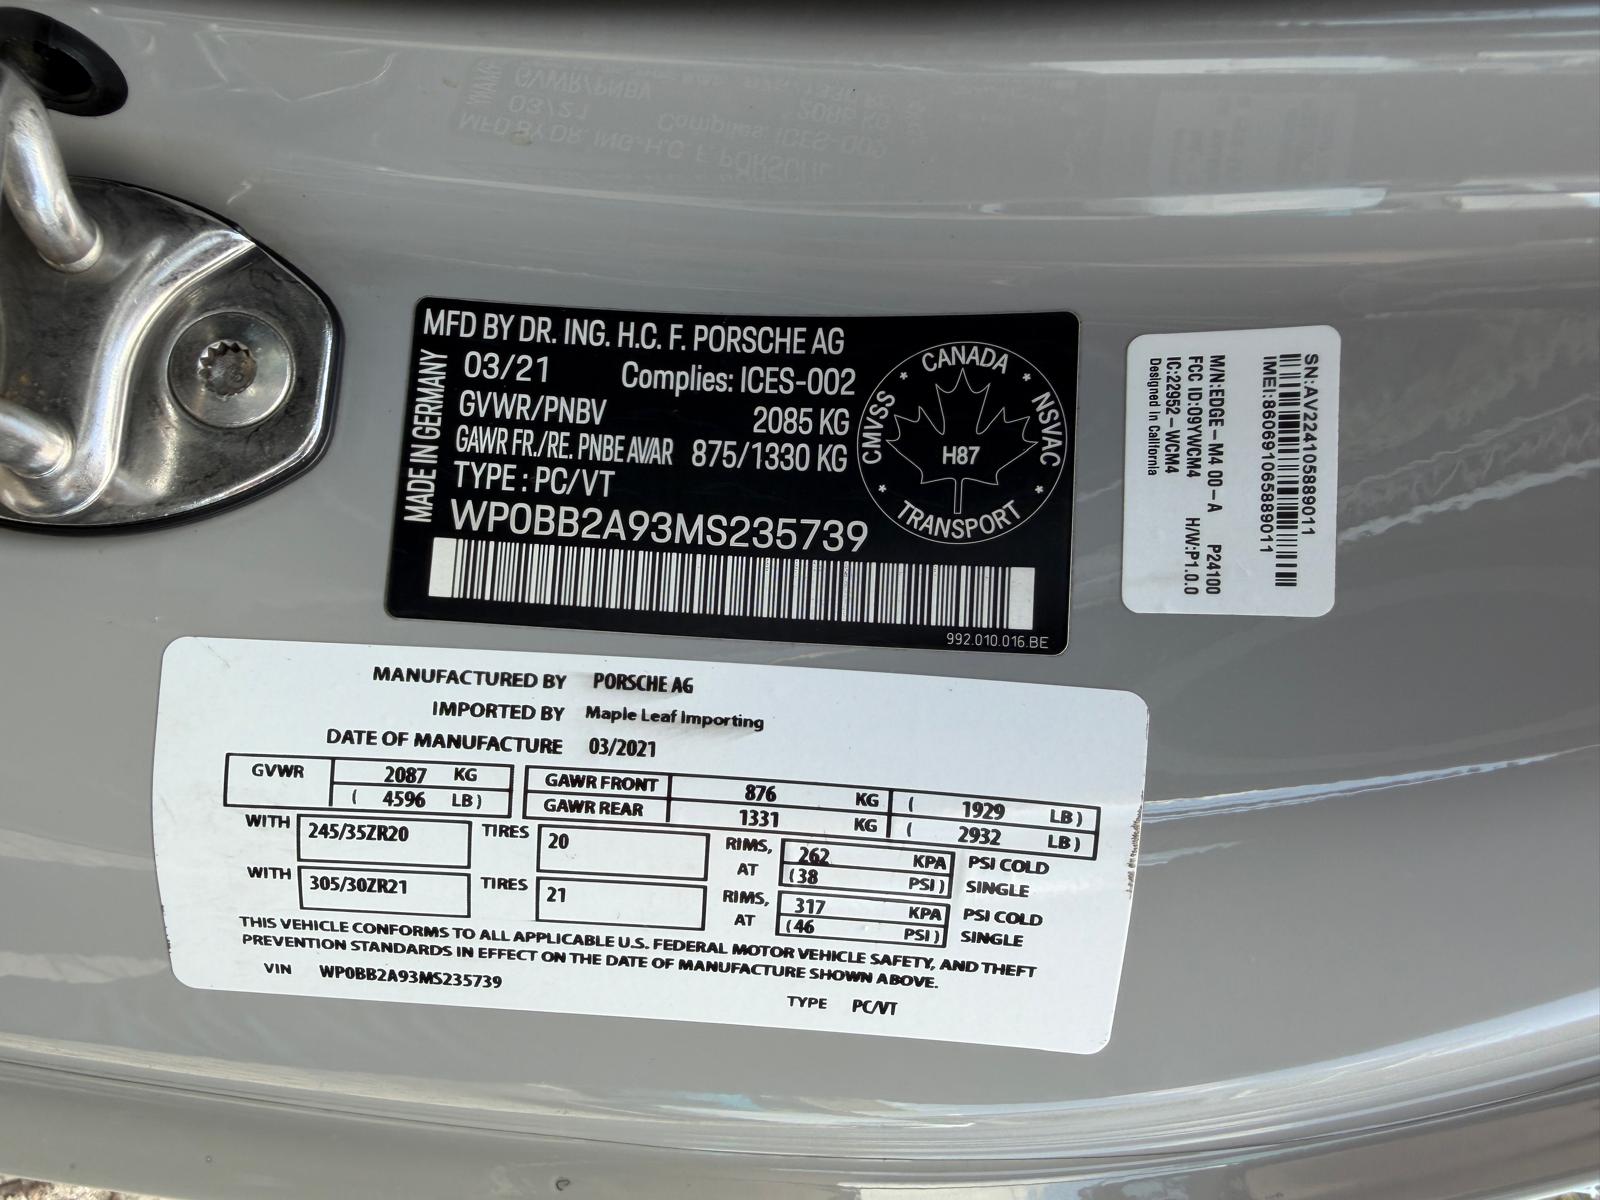 MFD BY DR. ING. H.C. F. PORSCHE AG
MADE IN GERMANY
03/21 Complies: ICES-002
GVWR/PNBV 2085 KG
GAWR FR./RE. PNBE AV/AR 875/1330 KG
TYPE : PC/VT
WP0BB2A93MS235739
992.010.016.BE
CANADA
CMVSS
NSVAC
H87
TRANSPORT
SN:AV224105889011
IMEI:860691065889011
M/N:EDGE-M4 00-A P24100
FCC ID:O9YWCM4 H/W:P1.0.0
IC:22952-WCM4
Designed in California
MANUFACTURED BY PORSCHE AG
IMPORTED BY Maple Leaf Importing
DATE OF MANUFACTURE 03/2021
GVWR 2087 KG
( 4596 LB )
GAWR FRONT 876 KG ( 1929 LB )
GAWR REAR 1331 KG ( 2932 LB )
WITH 245/35ZR20 TIRES 20 RIMS, AT 262 KPA PSI COLD
(38 PSI ) SINGLE
WITH 305/30ZR21 TIRES 21 RIMS, AT 317 KPA PSI COLD
(46 PSI ) SINGLE
THIS VEHICLE CONFORMS TO ALL APPLICABLE U.S. FEDERAL MOTOR VEHICLE SAFETY, AND THEFT
PREVENTION STANDARDS IN EFFECT ON THE DATE OF MANUFACTURE SHOWN ABOVE.
VIN WP0BB2A93MS235739
TYPE PC/VT